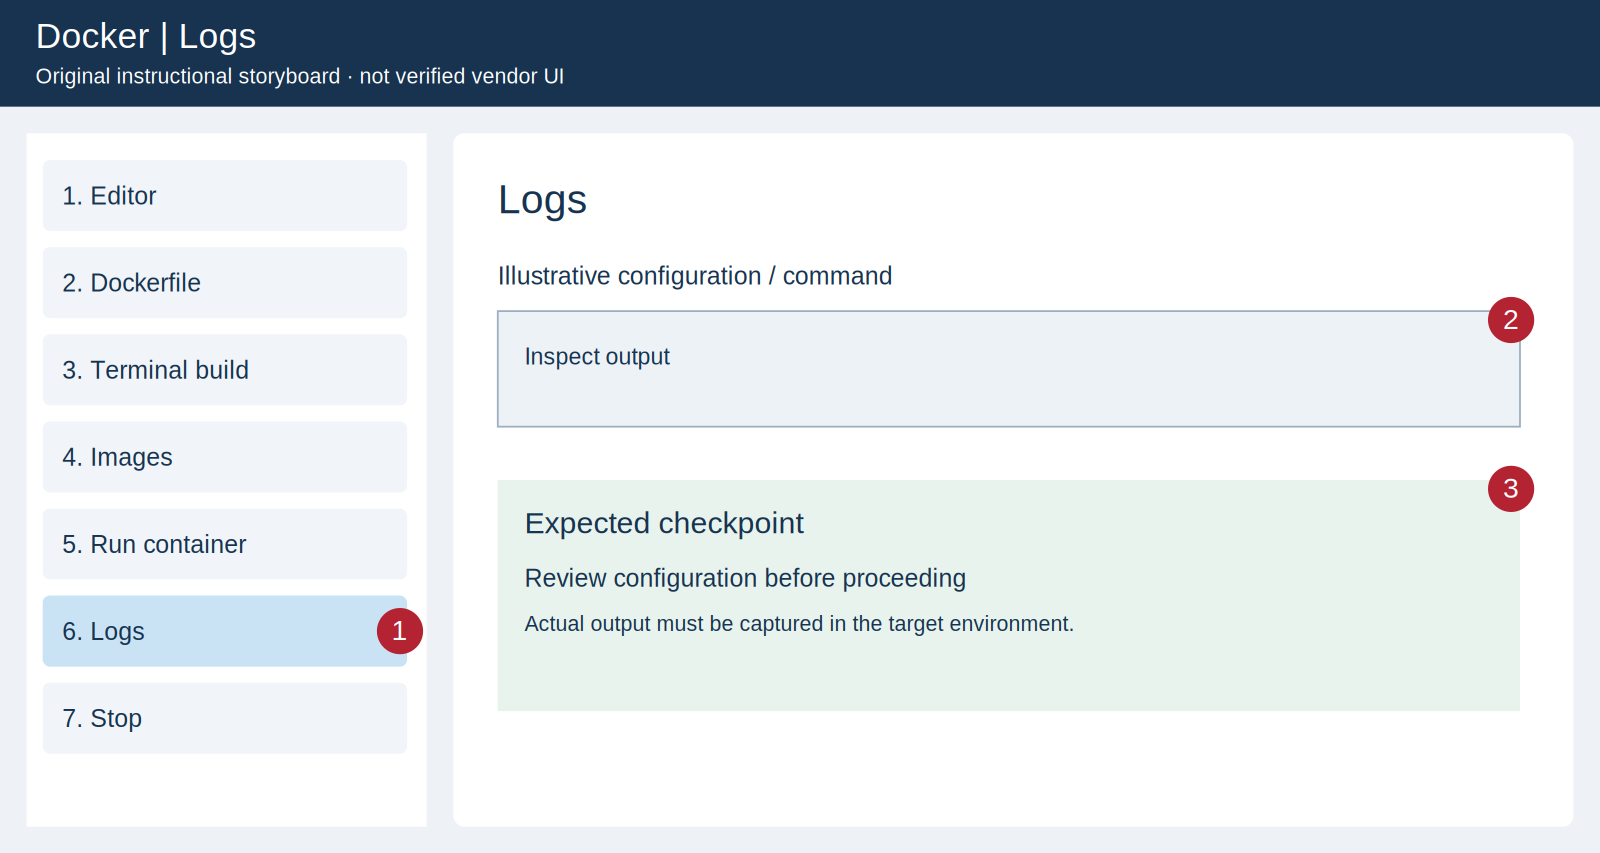 Docker | Logs
Original instructional storyboard · not verified vendor UI
1. Editor
2. Dockerfile
3. Terminal build
4. Images
5. Run container
6. Logs
1
7. Stop
Logs
Illustrative configuration / command
2
Inspect output
3
Expected checkpoint
Review configuration before proceeding
Actual output must be captured in the target environment.